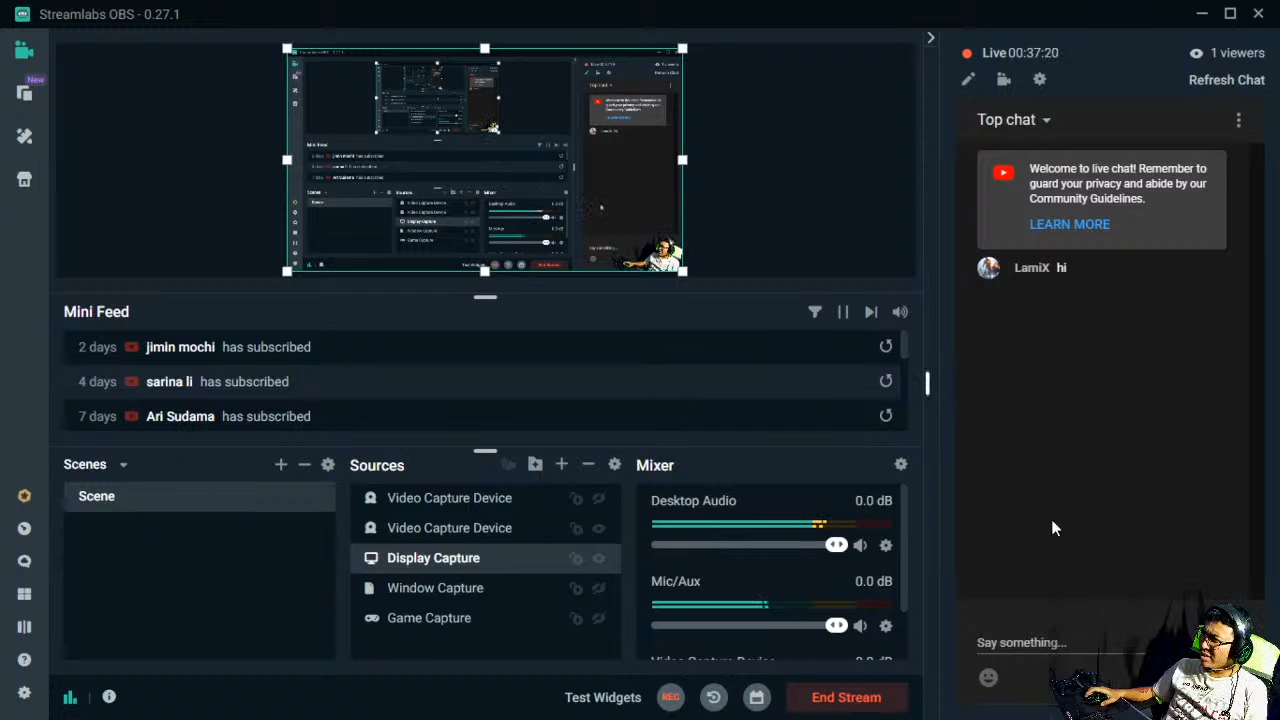 Streamlabs OBS - 0.27.1
New
Live 00:37:20
1 viewers
Refresh Chat
Top chat
Welcome to live chat! Remember to
guard your privacy and abide by our
Community Guidelines.
LEARN MORE
LamiX hi
Say something...
Mini Feed
2 days jimin mochi has subscribed
4 days sarina li has subscribed
7 days Ari Sudama has subscribed
Scenes
Scene
Sources
Video Capture Device
Video Capture Device
Display Capture
Window Capture
Game Capture
Mixer
Desktop Audio 0.0 dB
Mic/Aux 0.0 dB
Test Widgets
REC
End Stream